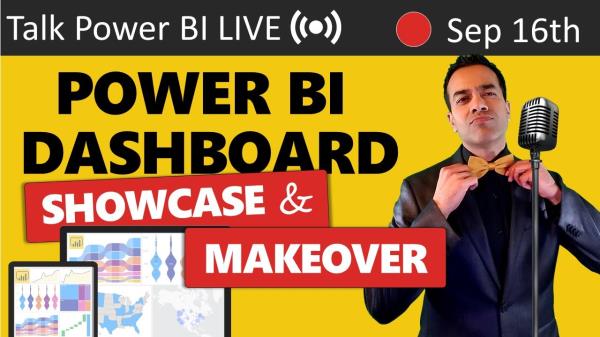 Talk Power BI LIVE
Sep 16th
POWER BI
DASHBOARD
SHOWCASE &
MAKEOVER